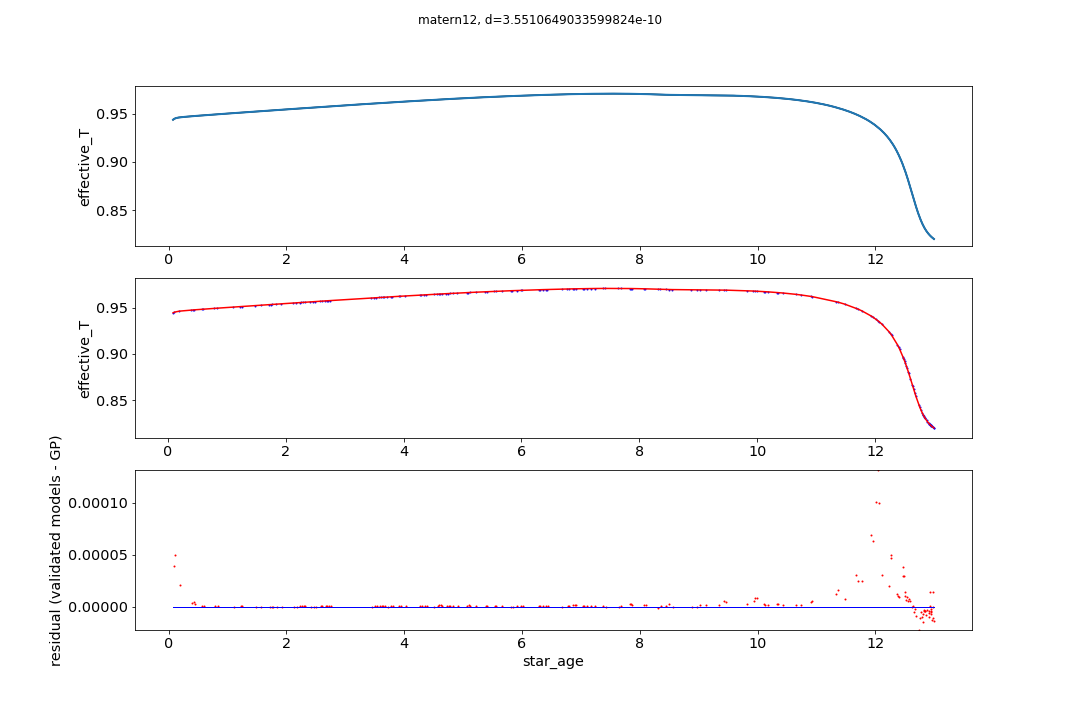 matern12, d=3.5510649033599824e-10
effective_T
0.95
0.90
0.85
0 2 4 6 8 10 12
effective_T
0.95
0.90
0.85
0 2 4 6 8 10 12
residual (validated models - GP)
0.00010
0.00005
0.00000
0 2 4 6 8 10 12
star_age